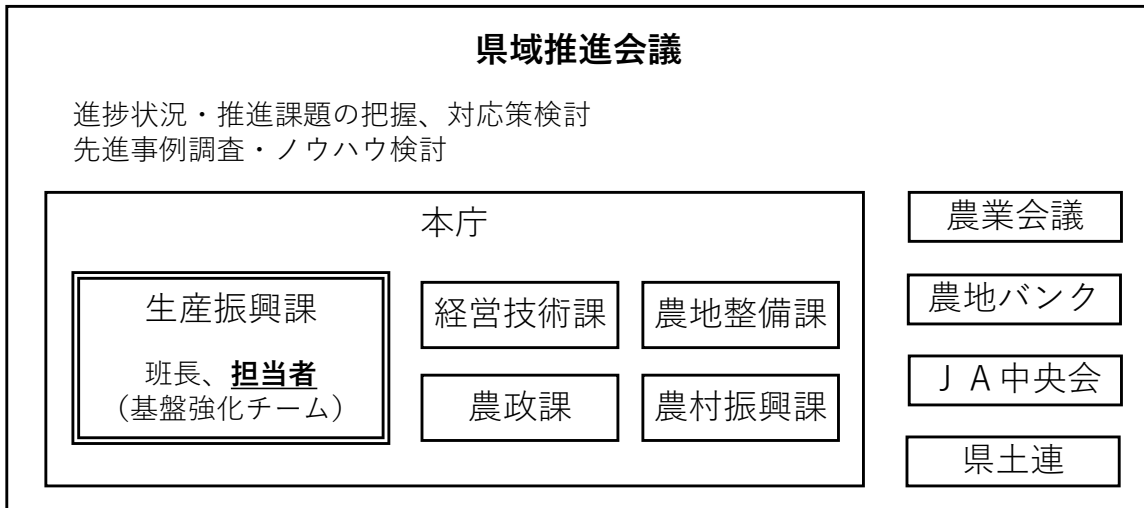 県域推進会議
進捗状況・推進課題の把握、対応策検討
先進事例調査・ノウハウ検討
本庁
生産振興課
班長、担当者
（基盤強化チーム）
経営技術課
農地整備課
農政課
農村振興課
農業会議
農地バンク
ＪＡ中央会
県土連